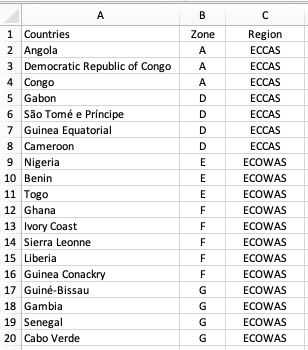 A B C
1 Countries Zone Region
2 Angola A ECCAS
3 Democratic Republic of Congo A ECCAS
4 Congo A ECCAS
5 Gabon D ECCAS
6 São Tomé e Príncipe D ECCAS
7 Guinea Equatorial D ECCAS
8 Cameroon D ECCAS
9 Nigeria E ECOWAS
10 Benin E ECOWAS
11 Togo E ECOWAS
12 Ghana F ECOWAS
13 Ivory Coast F ECOWAS
14 Sierra Leonne F ECOWAS
15 Liberia F ECOWAS
16 Guinea Conackry F ECOWAS
17 Guiné-Bissau G ECOWAS
18 Gambia G ECOWAS
19 Senegal G ECOWAS
20 Cabo Verde G ECOWAS